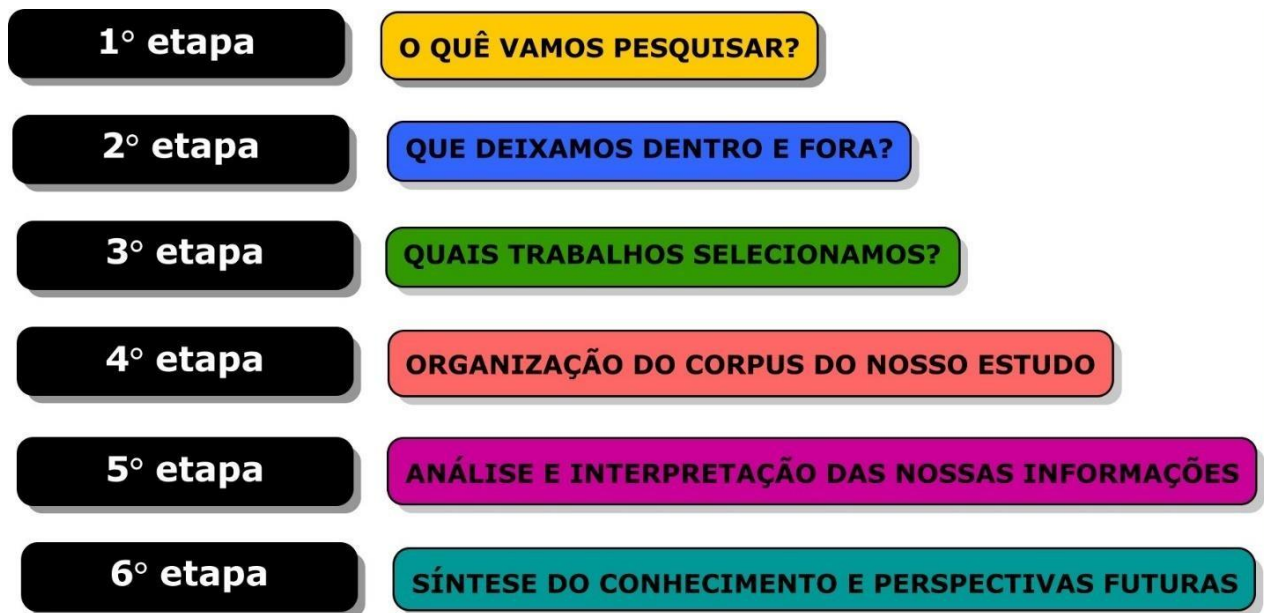 1° etapa
O QUÊ VAMOS PESQUISAR?
2° etapa
QUE DEIXAMOS DENTRO E FORA?
3° etapa
QUAIS TRABALHOS SELECIONAMOS?
4° etapa
ORGANIZAÇÃO DO CORPUS DO NOSSO ESTUDO
5° etapa
ANÁLISE E INTERPRETAÇÃO DAS NOSSAS INFORMAÇÕES
6° etapa
SÍNTESE DO CONHECIMENTO E PERSPECTIVAS FUTURAS